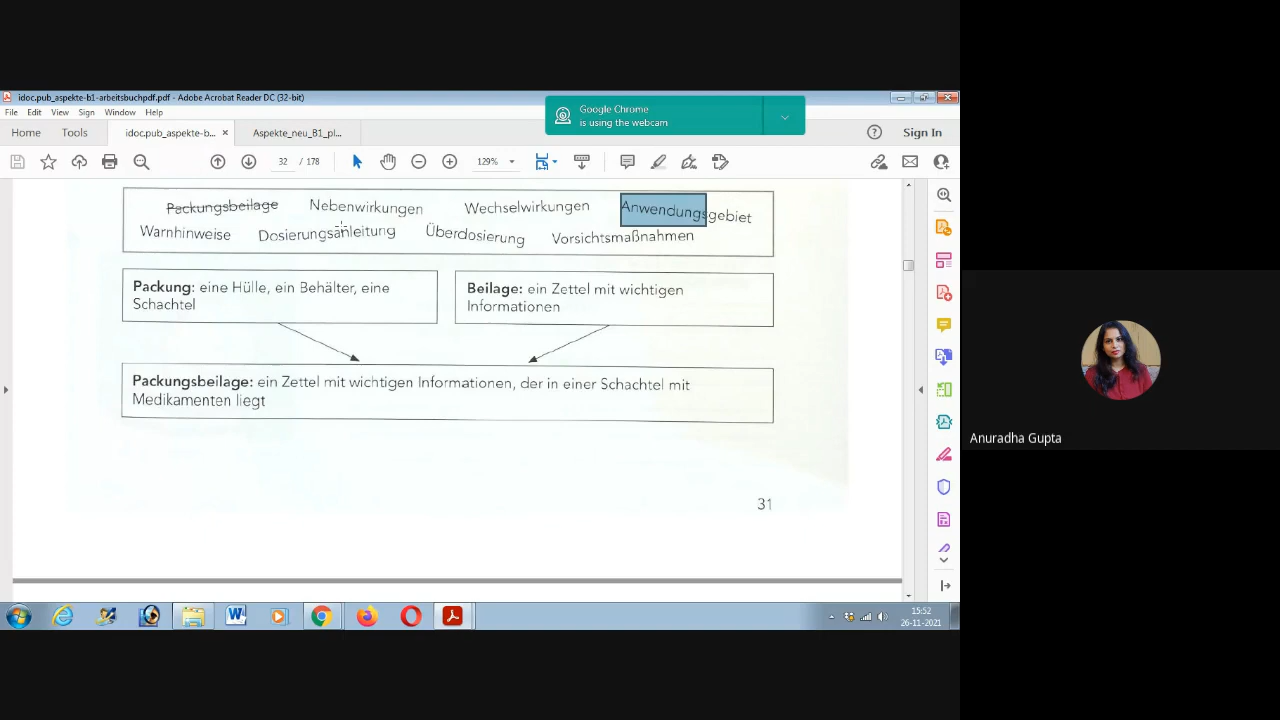 idoc.pub_aspekte-b1-arbeitsbuchpdf.pdf - Adobe Acrobat Reader DC (32-bit)
Google Chrome
is using the webcam
File Edit View Sign Window Help
Home Tools idoc.pub_aspekte-b... × Aspekte_neu_B1_pl... Sign In
32 / 178 129%
Packungsbeilage Nebenwirkungen Wechselwirkungen Anwendungsgebiet
Warnhinweise Dosierungsanleitung Überdosierung Vorsichtsmaßnahmen
Packung: eine Hülle, ein Behälter, eine
Schachtel
Beilage: ein Zettel mit wichtigen
Informationen
Packungsbeilage: ein Zettel mit wichtigen Informationen, der in einer Schachtel mit
Medikamenten liegt
31
Anuradha Gupta
15:52
26-11-2021